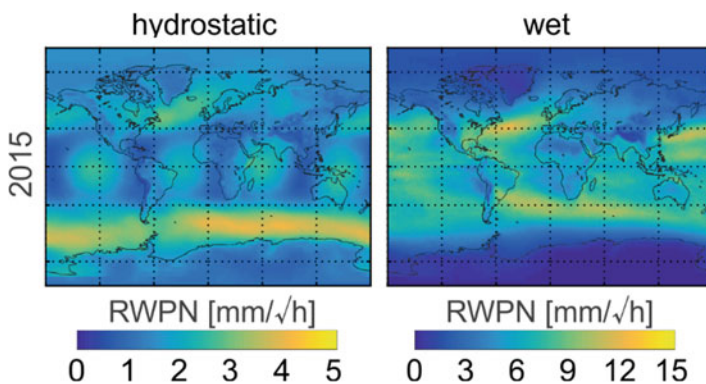 hydrostatic
wet
2015
RWPN [mm/√h]
RWPN [mm/√h]
0 1 2 3 4 5
0 3 6 9 12 15